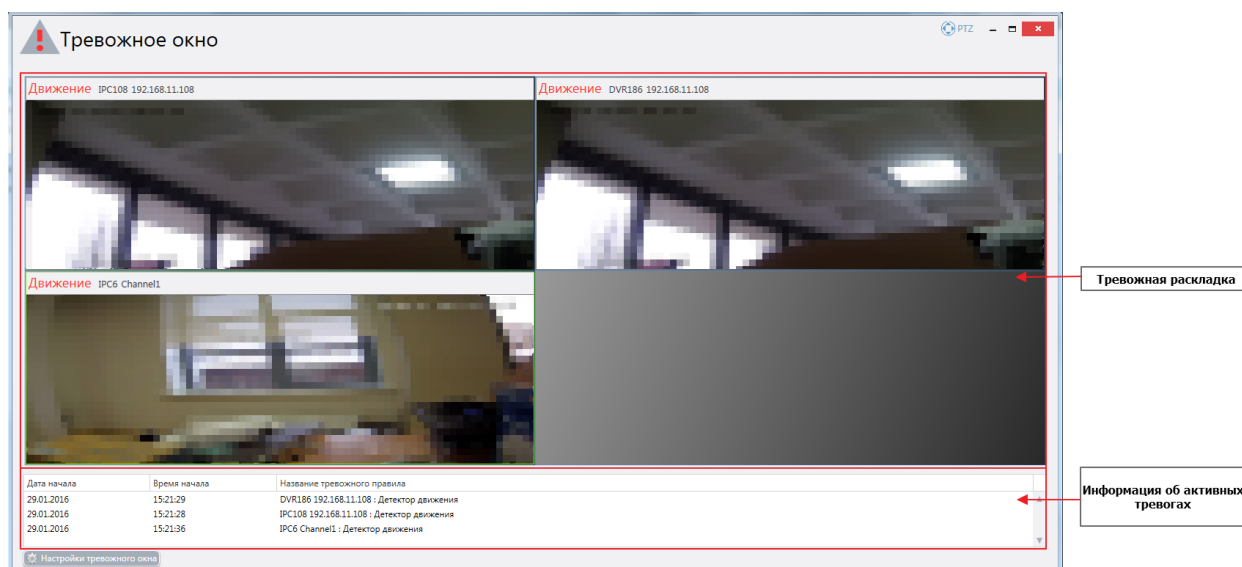 Тревожное окно
PTZ
Движение IPC108 192.168.11.108
Движение DVR186 192.168.11.108
Движение IPC6 Channel1
Тревожная раскладка
Дата начала Время начала Название тревожного правила
29.01.2016 15:21:29 DVR186 192.168.11.108 : Детектор движения
29.01.2016 15:21:28 IPC108 192.168.11.108 : Детектор движения
29.01.2016 15:21:36 IPC6 Channel1 : Детектор движения
Информация об активных
тревогах
Настройки тревожного окна